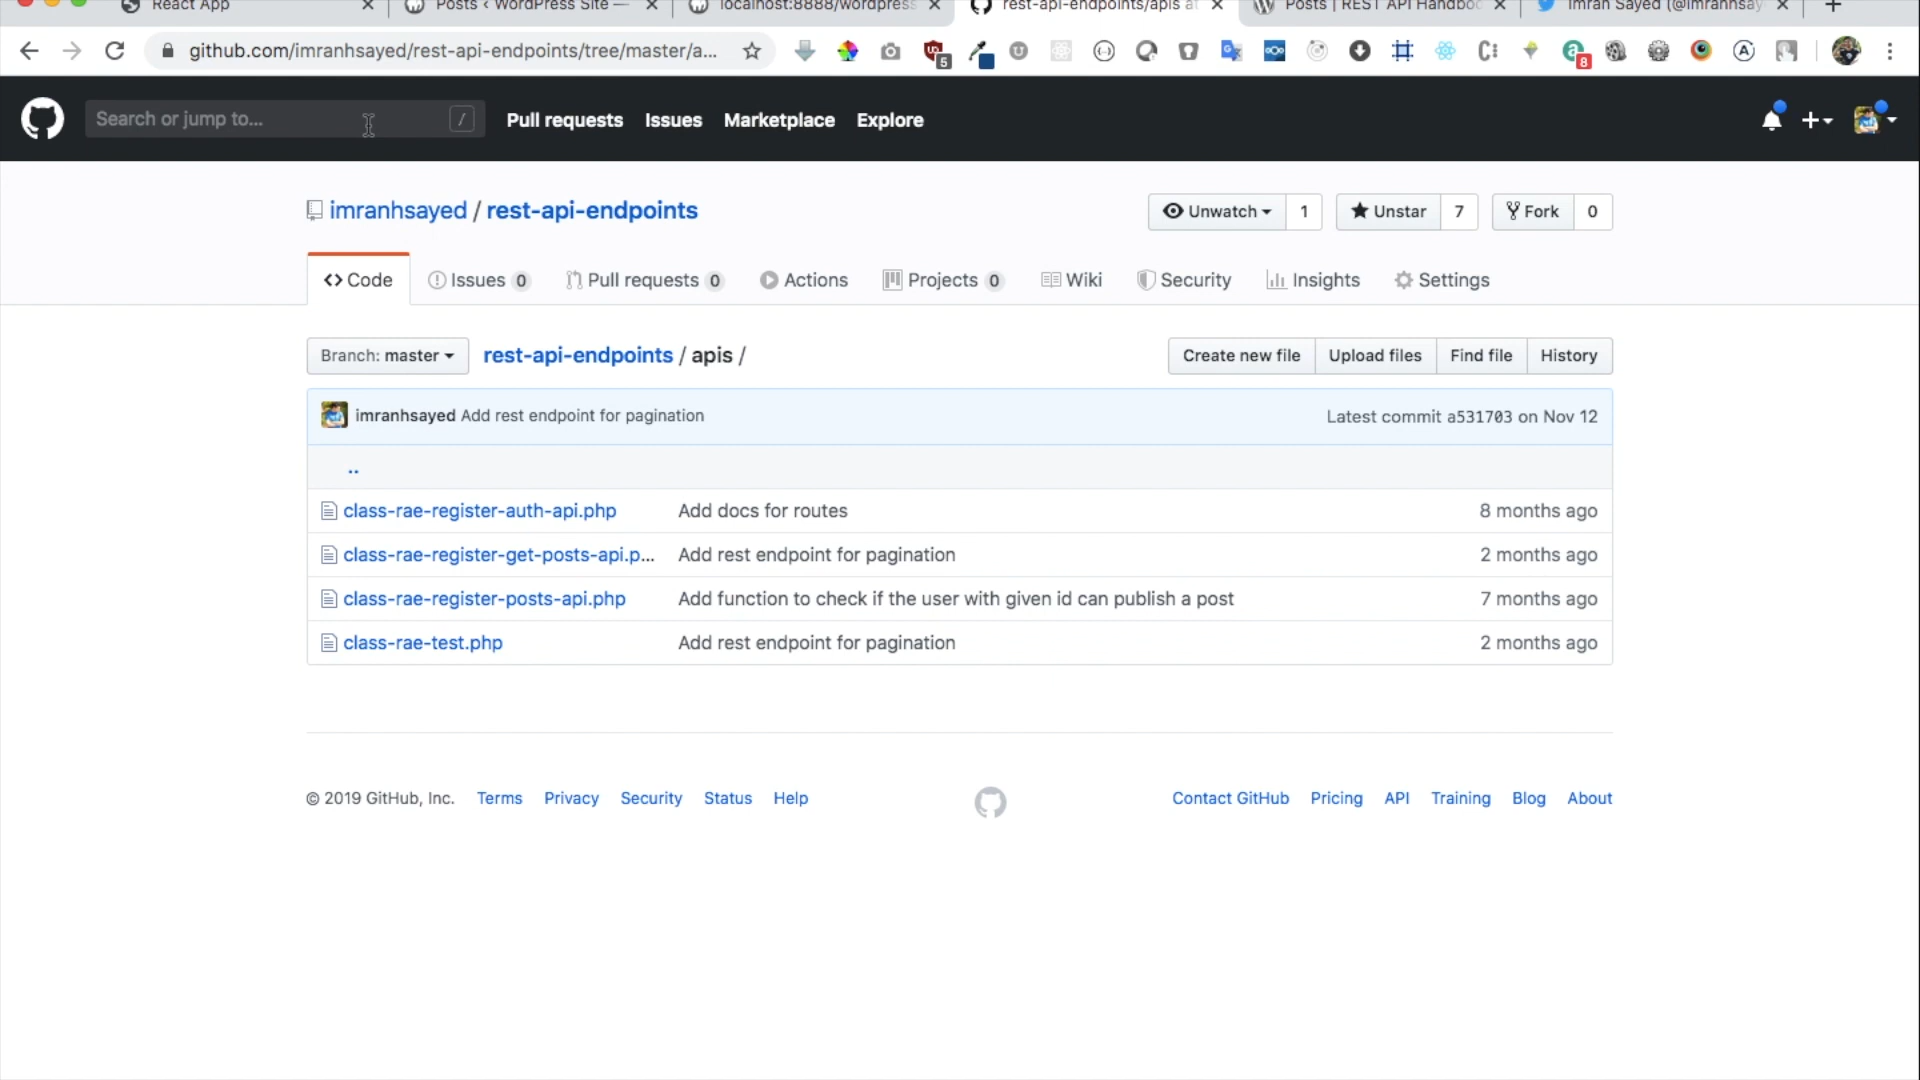 React App
Posts ‹ WordPress Site —
localhost:8888/wordpress
rest-api-endpoints/apis at
Posts | REST API Handboo
Imran Sayed (@imranhsay
github.com/imranhsayed/rest-api-endpoints/tree/master/a...
5
8
Search or jump to...
/
Pull requests
Issues
Marketplace
Explore
imranhsayed / rest-api-endpoints
Unwatch 1
Unstar 7
Fork 0
Code
Issues 0
Pull requests 0
Actions
Projects 0
Wiki
Security
Insights
Settings
Branch: master
rest-api-endpoints / apis /
Create new file
Upload files
Find file
History
imranhsayed Add rest endpoint for pagination
Latest commit a531703 on Nov 12
..
class-rae-register-auth-api.php Add docs for routes 8 months ago
class-rae-register-get-posts-api.p... Add rest endpoint for pagination 2 months ago
class-rae-register-posts-api.php Add function to check if the user with given id can publish a post 7 months ago
class-rae-test.php Add rest endpoint for pagination 2 months ago
© 2019 GitHub, Inc. Terms Privacy Security Status Help
Contact GitHub Pricing API Training Blog About